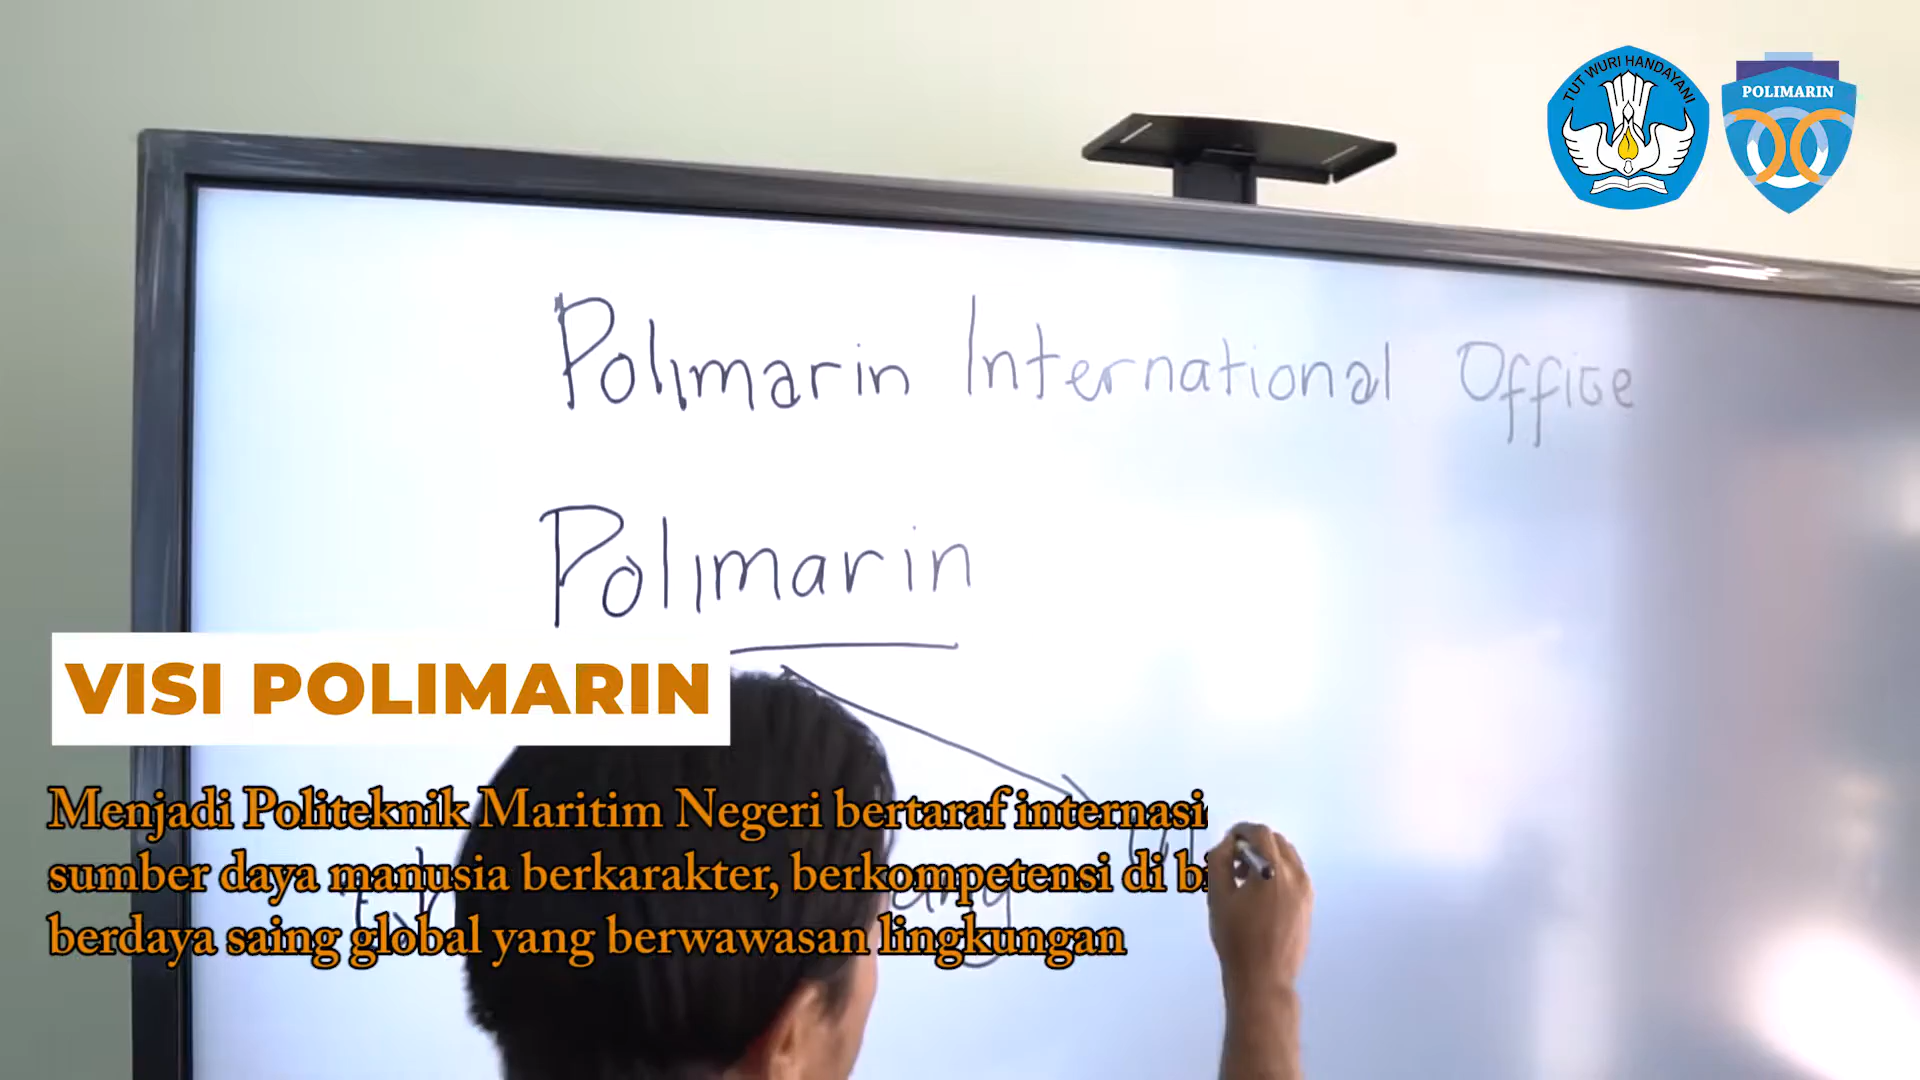 TUT WURI HANDAYANI
POLIMARIN
Polimarin International Office
Polimarin
VISI POLIMARIN
Menjadi Politeknik Maritim Negeri bertaraf internasi
sumber daya manusia berkarakter, berkompetensi di bi
berdaya saing global yang berwawasan lingkungan